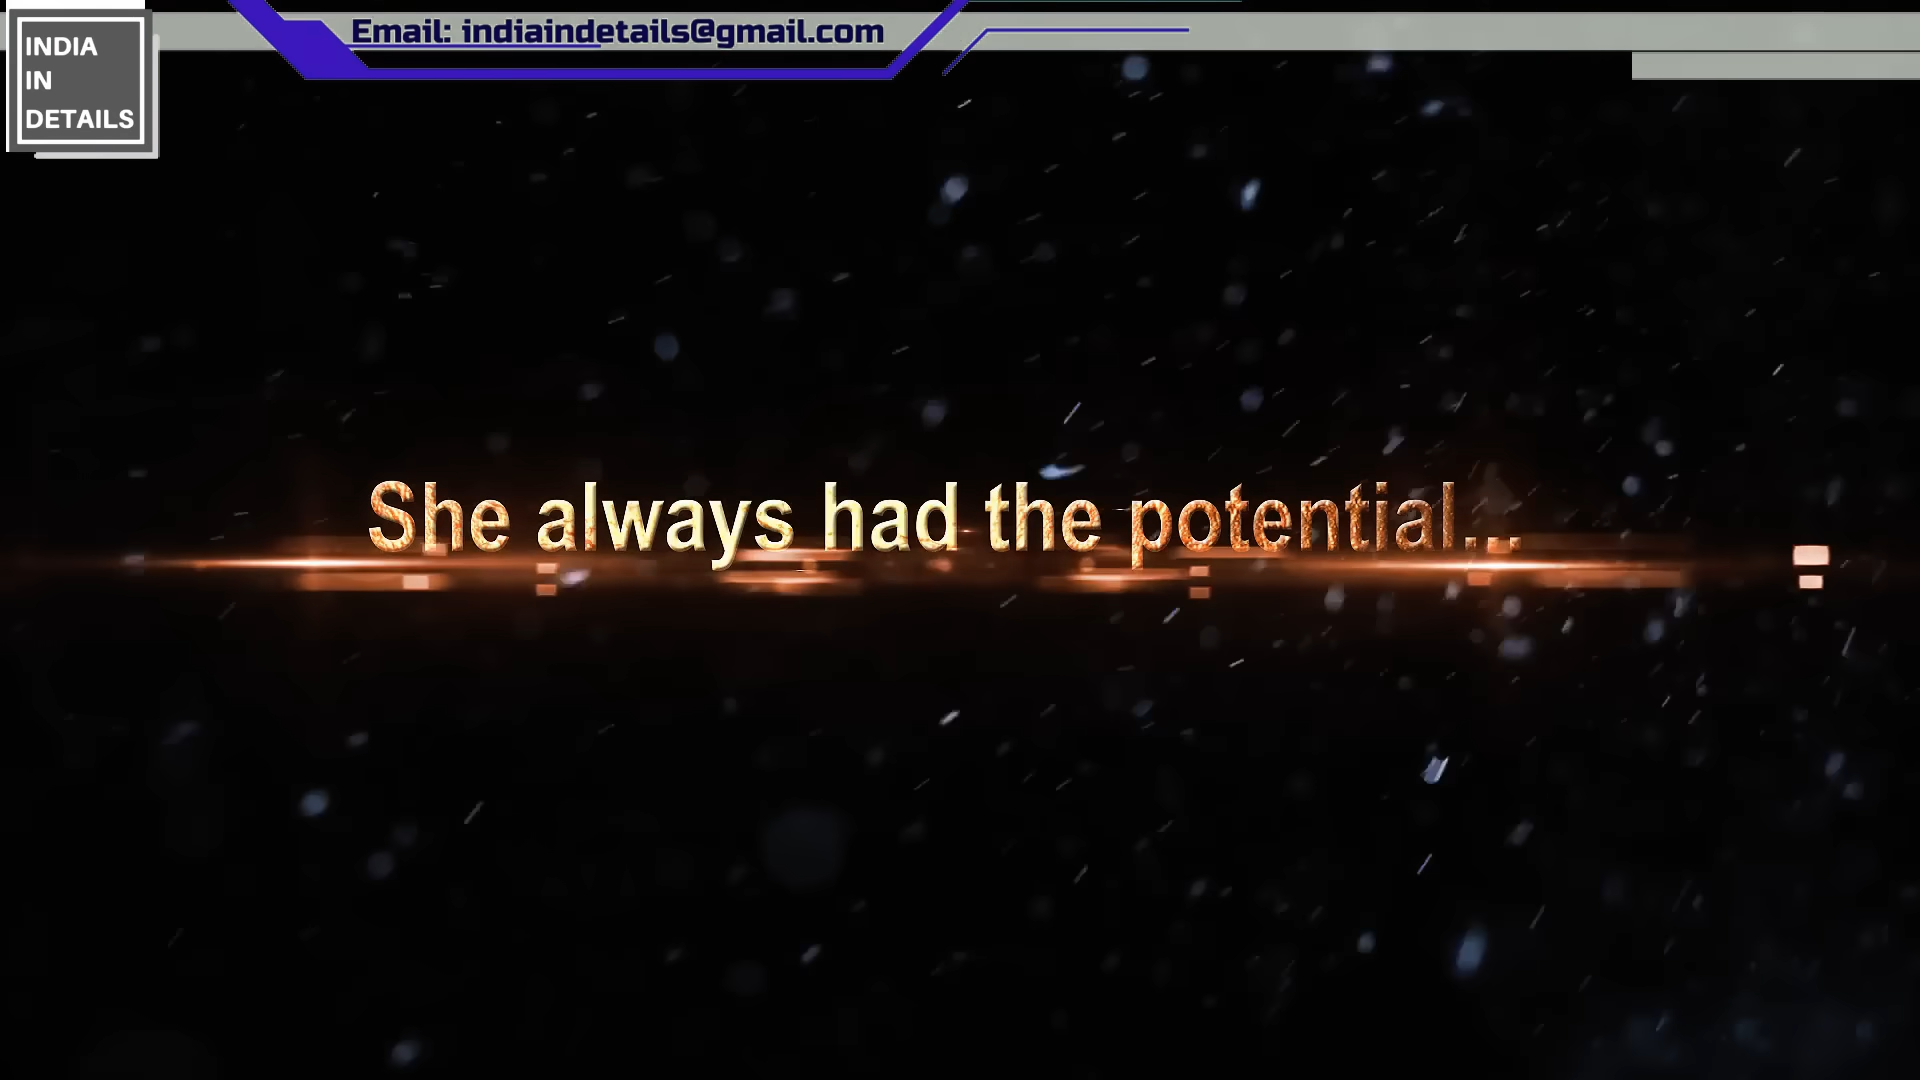 INDIA
IN
DETAILS
Email: indiaindetails@gmail.com
She always had the potential...